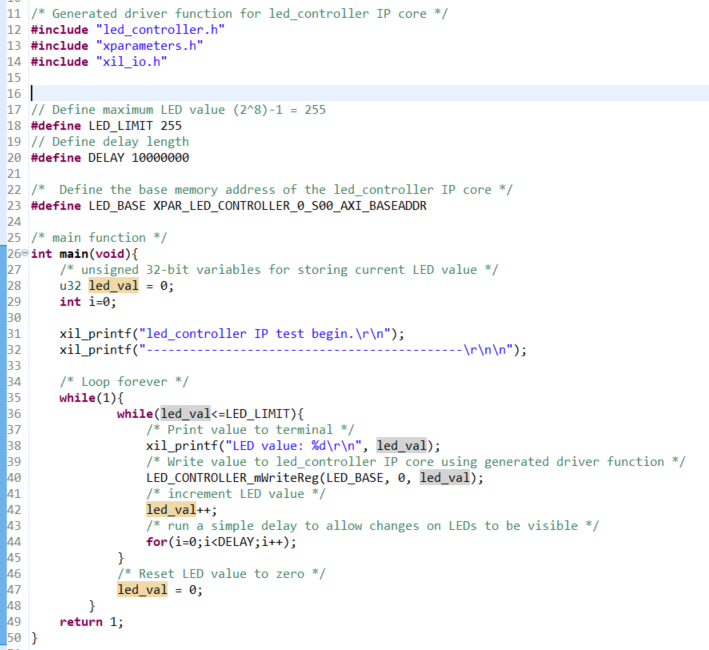 11 /* Generated driver function for led_controller IP core */
12 #include "led_controller.h"
13 #include "xparameters.h"
14 #include "xil_io.h"
15
16
17 // Define maximum LED value (2^8)-1 = 255
18 #define LED_LIMIT 255
19 // Define delay length
20 #define DELAY 10000000
21
22 /*  Define the base memory address of the led_controller IP core */
23 #define LED_BASE XPAR_LED_CONTROLLER_0_S00_AXI_BASEADDR
24
25 /* main function */
26 int main(void){
27     /* unsigned 32-bit variables for storing current LED value */
28     u32 led_val = 0;
29     int i=0;
30
31     xil_printf("led_controller IP test begin.\r\n");
32     xil_printf("--------------------------------------------\r\n\n");
33
34     /* Loop forever */
35     while(1){
36             while(led_val<=LED_LIMIT){
37                 /* Print value to terminal */
38                 xil_printf("LED value: %d\r\n", led_val);
39                 /* Write value to led_controller IP core using generated driver function */
40                 LED_CONTROLLER_mWriteReg(LED_BASE, 0, led_val);
41                 /* increment LED value */
42                 led_val++;
43                 /* run a simple delay to allow changes on LEDs to be visible */
44                 for(i=0;i<DELAY;i++);
45             }
46             /* Reset LED value to zero */
47             led_val = 0;
48         }
49     return 1;
50 }